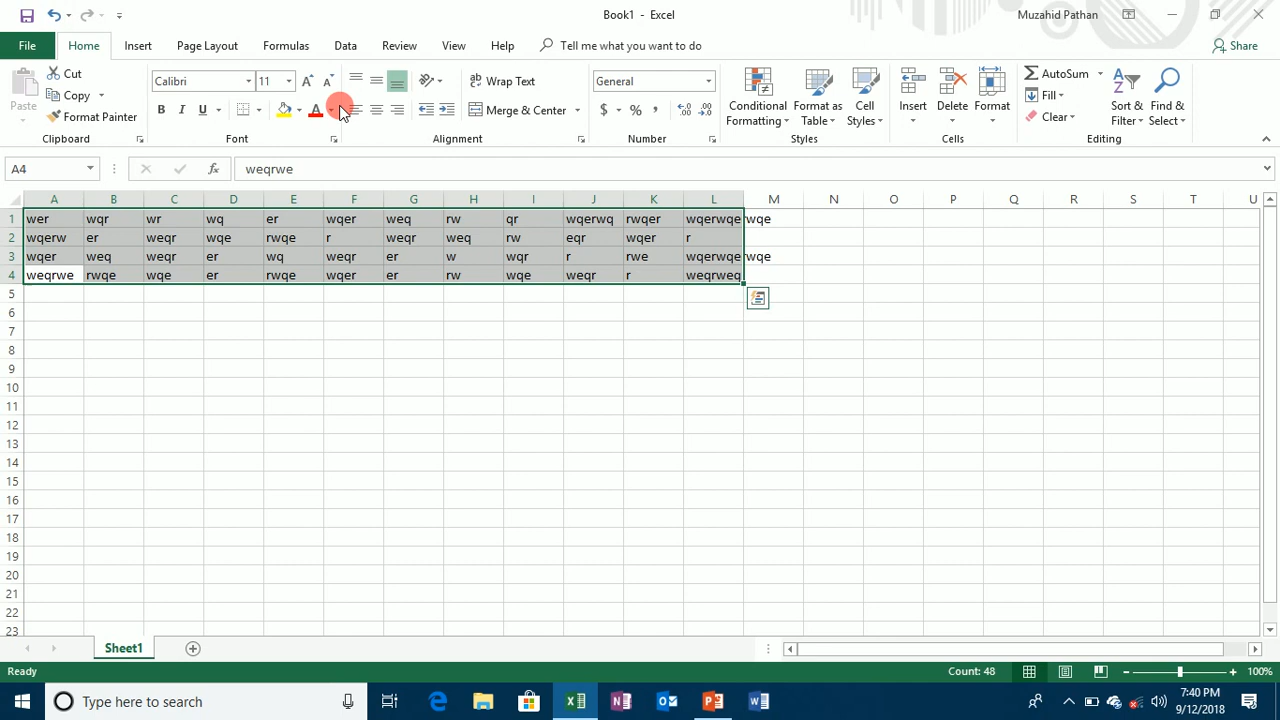 Book1 - Excel
Muzahid Pathan
File Home Insert Page Layout Formulas Data Review View Help Tell me what you want to do Share
Paste
Cut
Copy
Format Painter
Clipboard
Calibri 11
B I U A
Font
ab
Wrap Text
Merge & Center
Alignment
General
$ % ,
Number
Conditional Formatting
Format as Table
Cell Styles
Styles
Insert
Delete
Format
Cells
AutoSum
Fill
Clear
Sort & Filter
Find & Select
Editing
A4 fx weqrwe
A B C D E F G H I J K L M N O P Q R S T U
1 wer wqr wr wq er wqer weq rw qr wqerwq rwqer wqerwqerwqe
2 wqerw er weqr wqe rwqe r weqr weq rw eqr wqer r
3 wqer weq weqr er wq weqr er w wqr r rwe wqerwqerwqe
4 weqrwe rwqe wqe er rwqe wqer er rw wqe weqr r weqrweq
5
6
7
8
9
10
11
12
13
14
15
16
17
18
19
20
21
22
23
Sheet1
Ready
Count: 48
100%
Type here to search
7:40 PM
9/12/2018